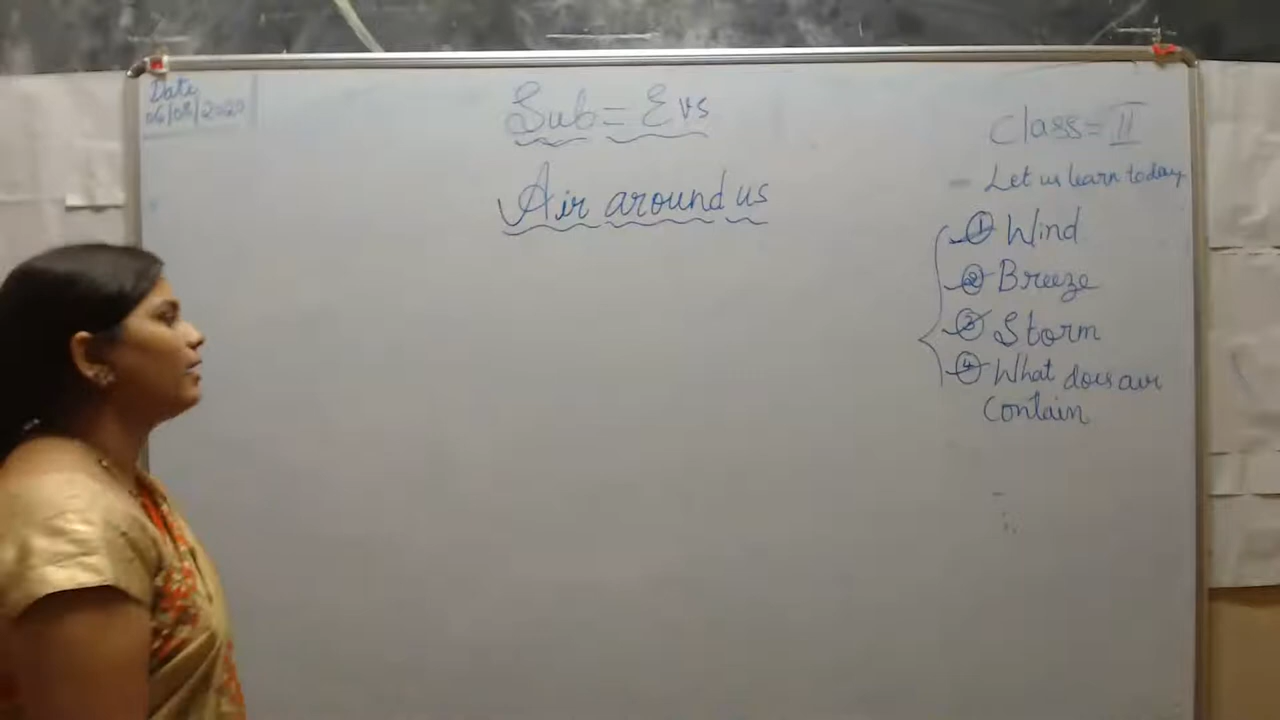 Date
06/08/2020
Sub = Evs
Class = II
Air around us
- Let us learn today
① Wind
② Breeze
③ Storm
④ What does air
contain